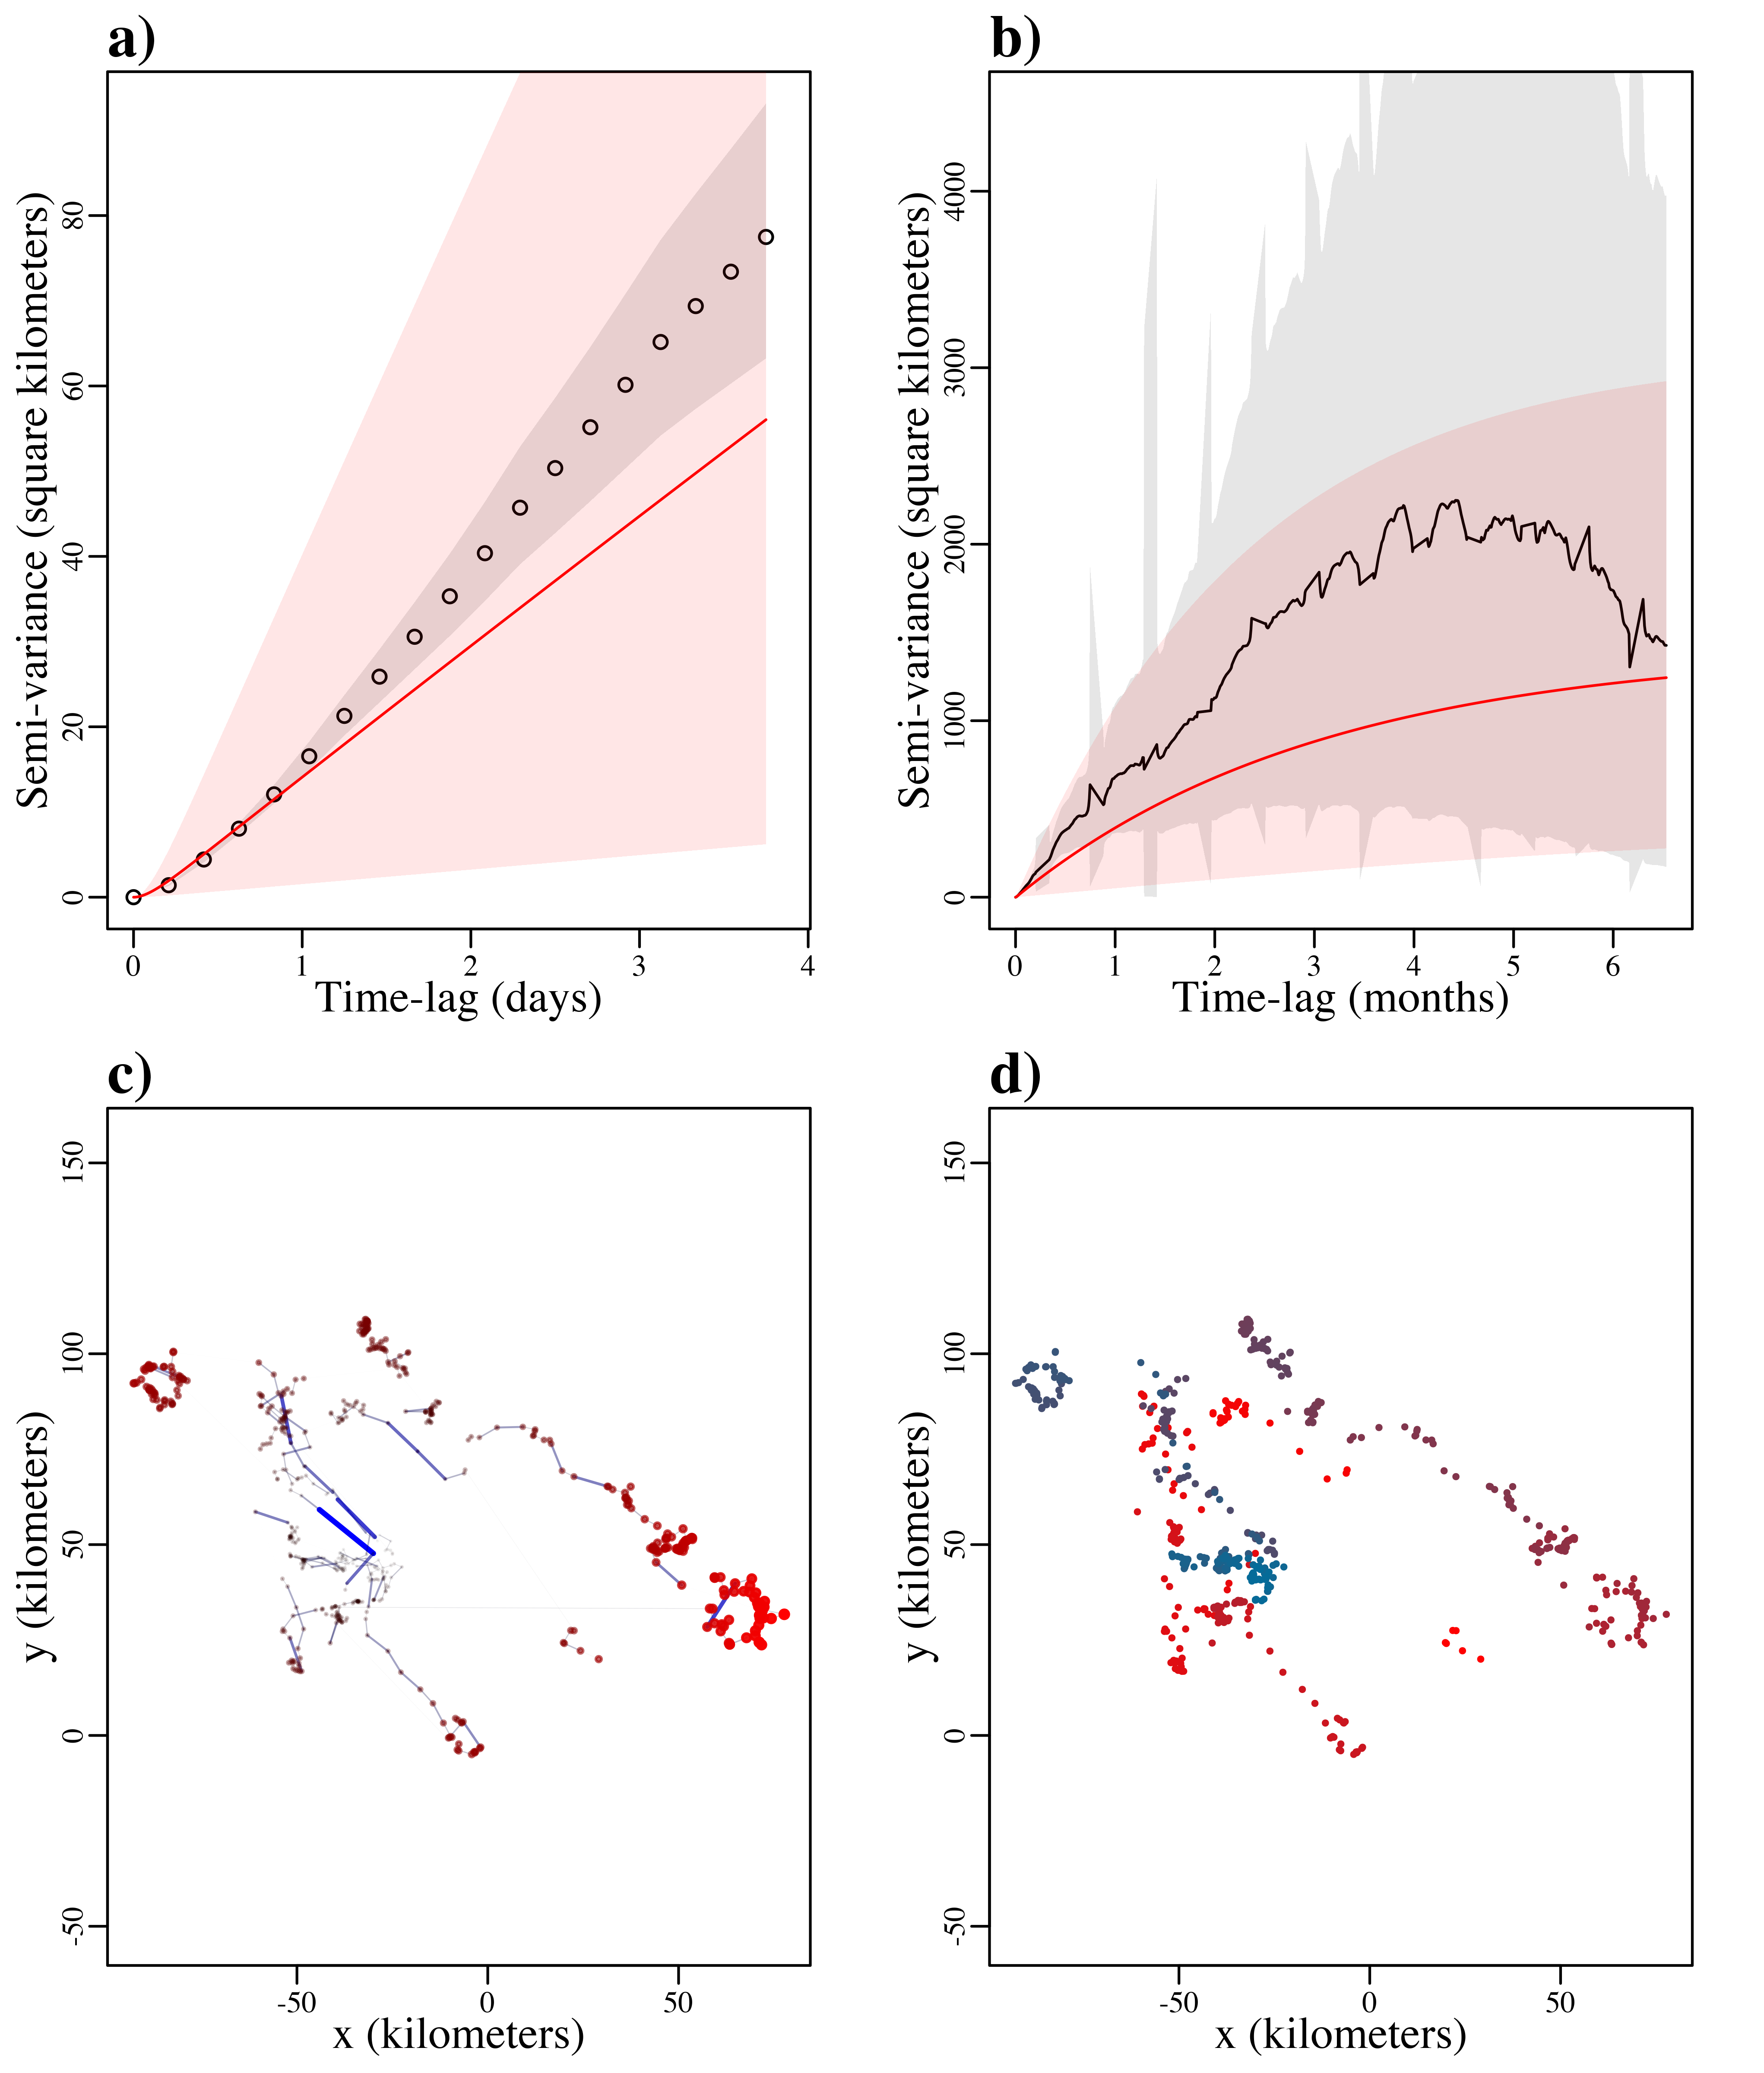 a)
Semi-variance (square kilometers)
0 20 40 60 80
0 1 2 3 4
Time-lag (days)
b)
Semi-variance (square kilometers)
0 1000 2000 3000 4000
0 1 2 3 4 5 6
Time-lag (months)
c)
y (kilometers)
-50 0 50 100 150
-50 0 50
x (kilometers)
d)
y (kilometers)
-50 0 50 100 150
-50 0 50
x (kilometers)